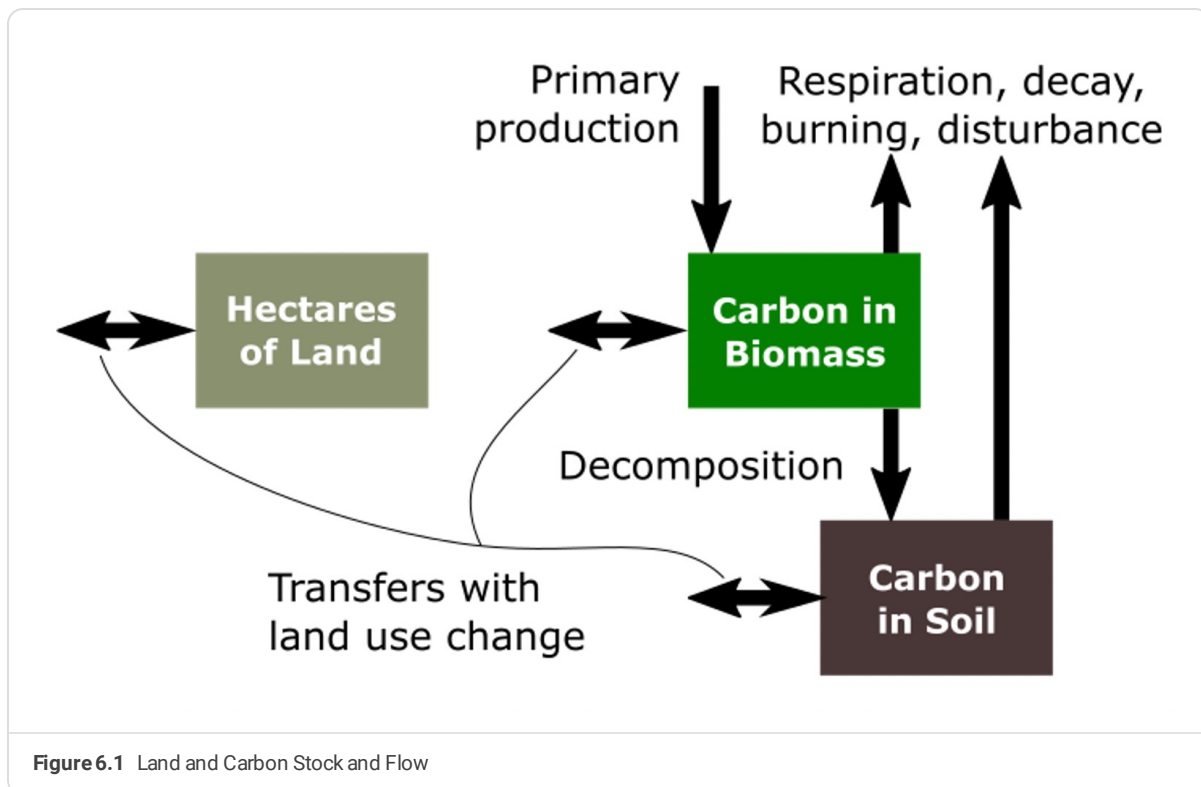 Primary
production
Respiration, decay,
burning, disturbance
Hectares
of Land
Carbon in
Biomass
Decomposition
Carbon
in Soil
Transfers with
land use change
Figure 6.1 Land and Carbon Stock and Flow